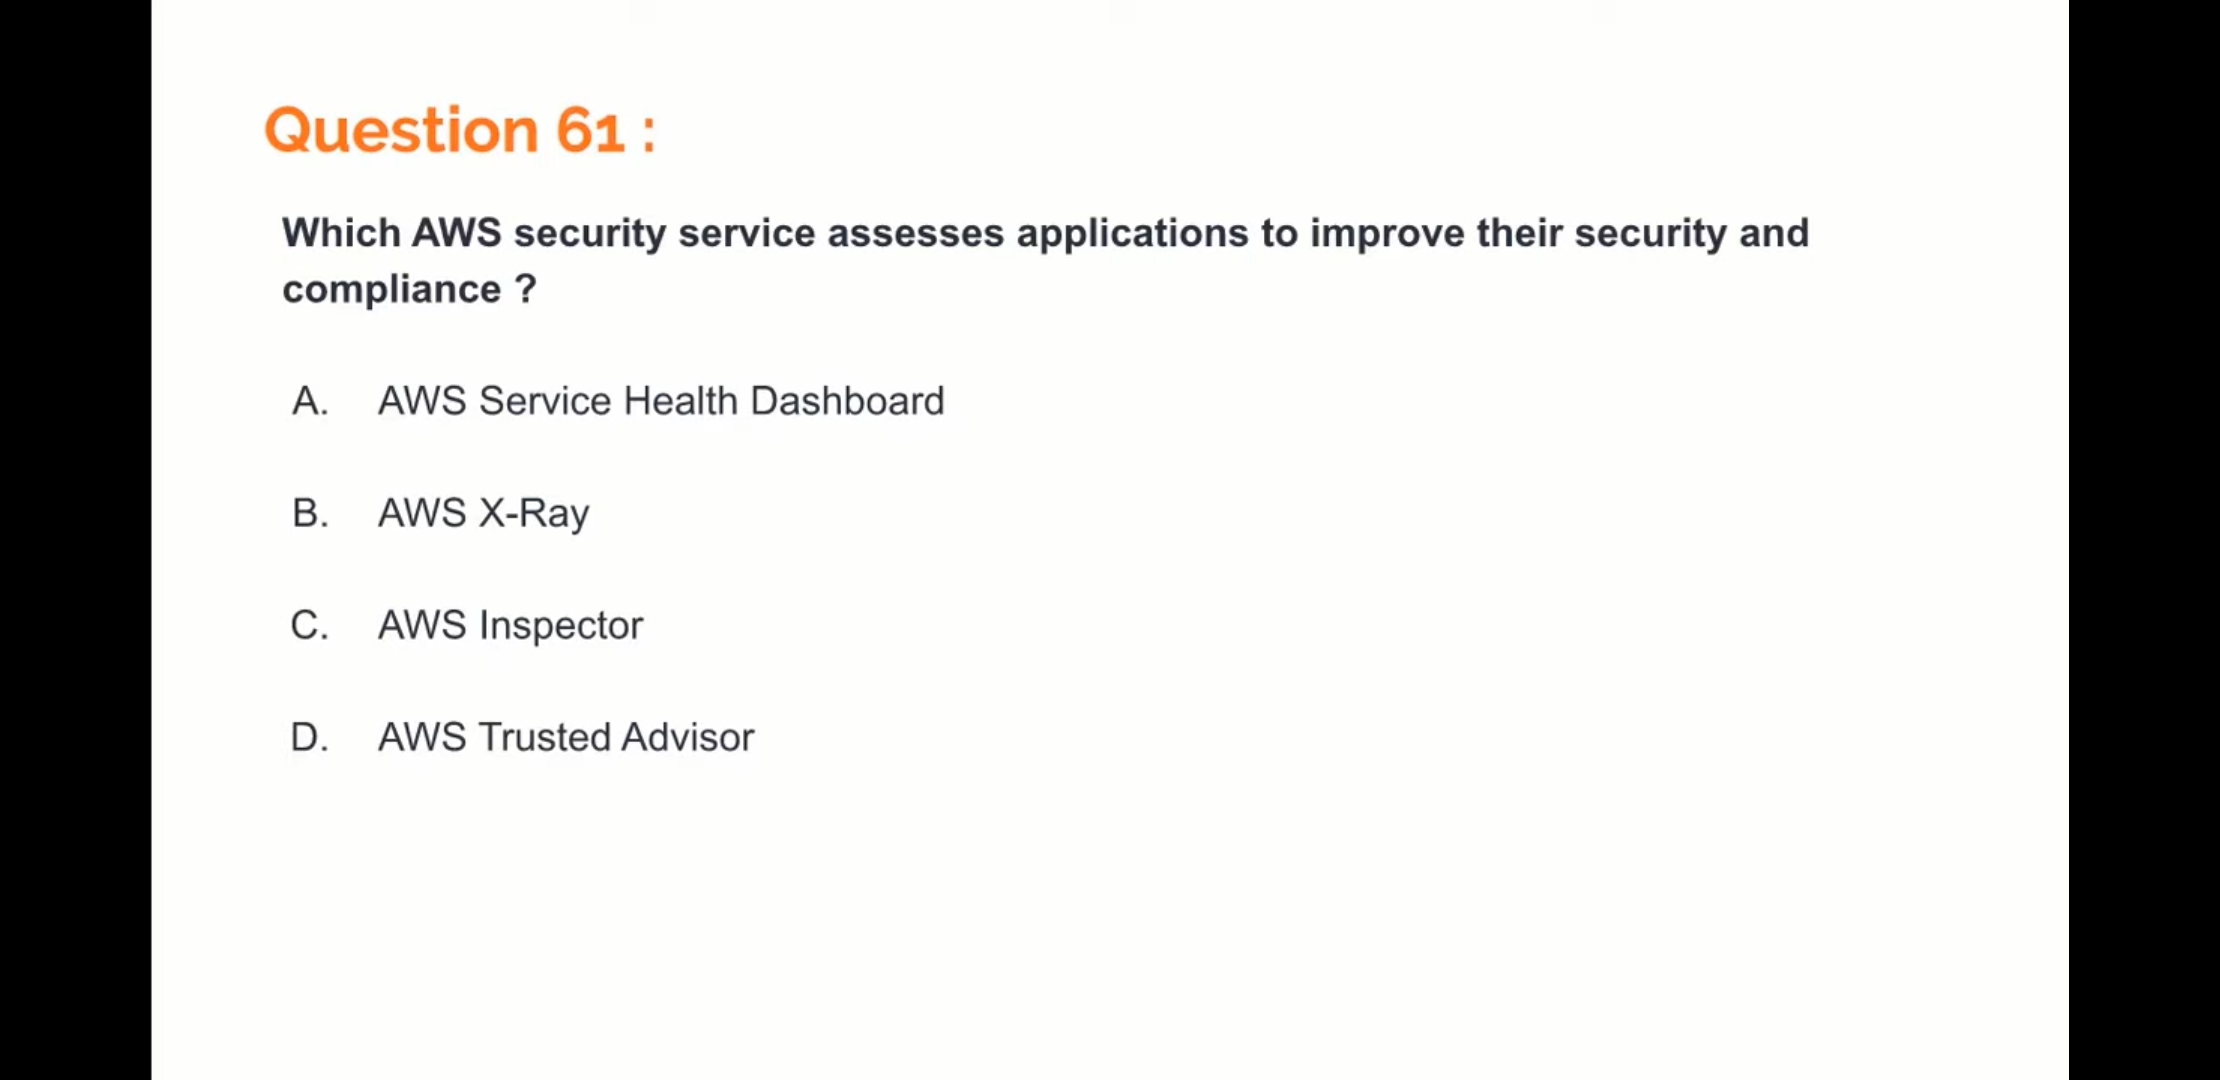 Question 61 :
Which AWS security service assesses applications to improve their security and
compliance ?
A. AWS Service Health Dashboard
B. AWS X-Ray
C. AWS Inspector
D. AWS Trusted Advisor